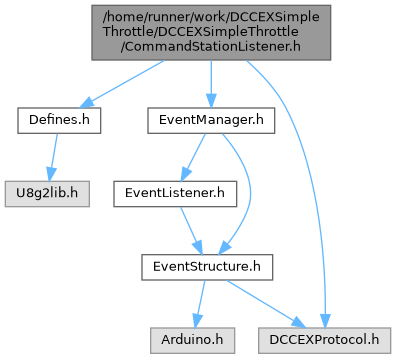 /home/runner/work/DCCEXSimple
Throttle/DCCEXSimpleThrottle
/CommandStationListener.h
Defines.h
EventManager.h
U8g2lib.h
EventListener.h
EventStructure.h
Arduino.h
DCCEXProtocol.h